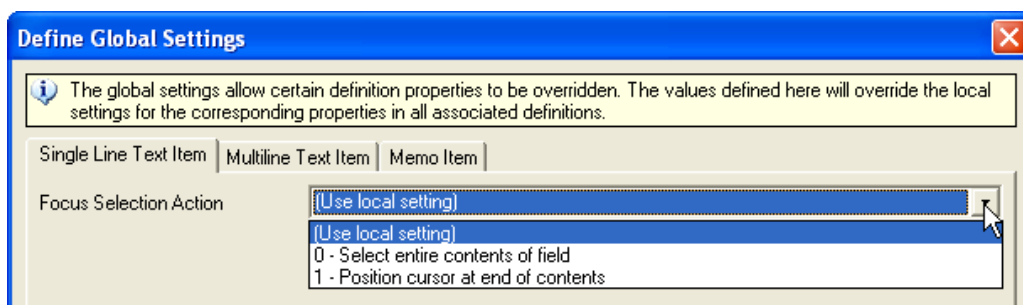 Define Global Settings
The global settings allow certain definition properties to be overridden. The values defined here will override the local
settings for the corresponding properties in all associated definitions.
Single Line Text Item Multiline Text Item Memo Item
Focus Selection Action (Use local setting)
(Use local setting)
0 - Select entire contents of field
1 - Position cursor at end of contents